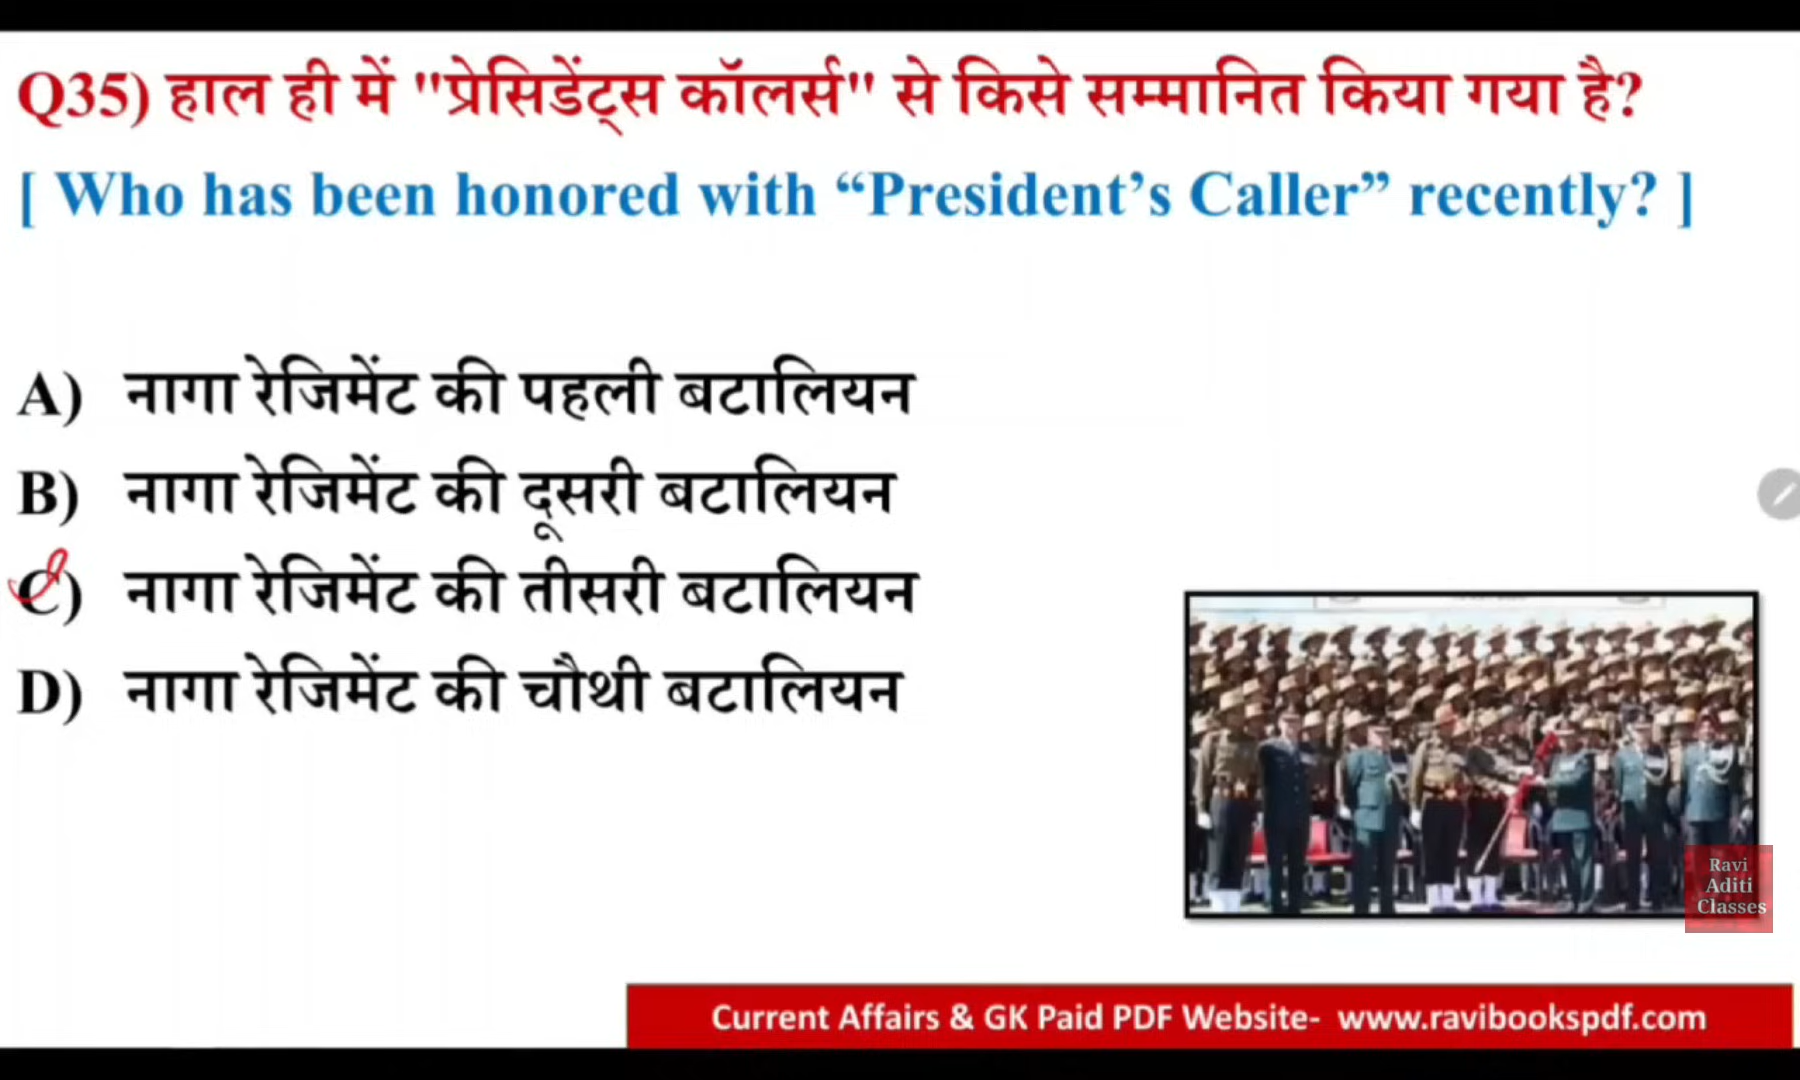 Q35) हाल ही में "प्रेसिडेंट्स कॉलर्स" से किसे सम्मानित किया गया है?
[ Who has been honored with “President’s Caller” recently? ]
A) नागा रेजिमेंट की पहली बटालियन
B) नागा रेजिमेंट की दूसरी बटालियन
C) नागा रेजिमेंट की तीसरी बटालियन
D) नागा रेजिमेंट की चौथी बटालियन
Ravi
Aditi
Classes
Current Affairs & GK Paid PDF Website- www.ravibookspdf.com